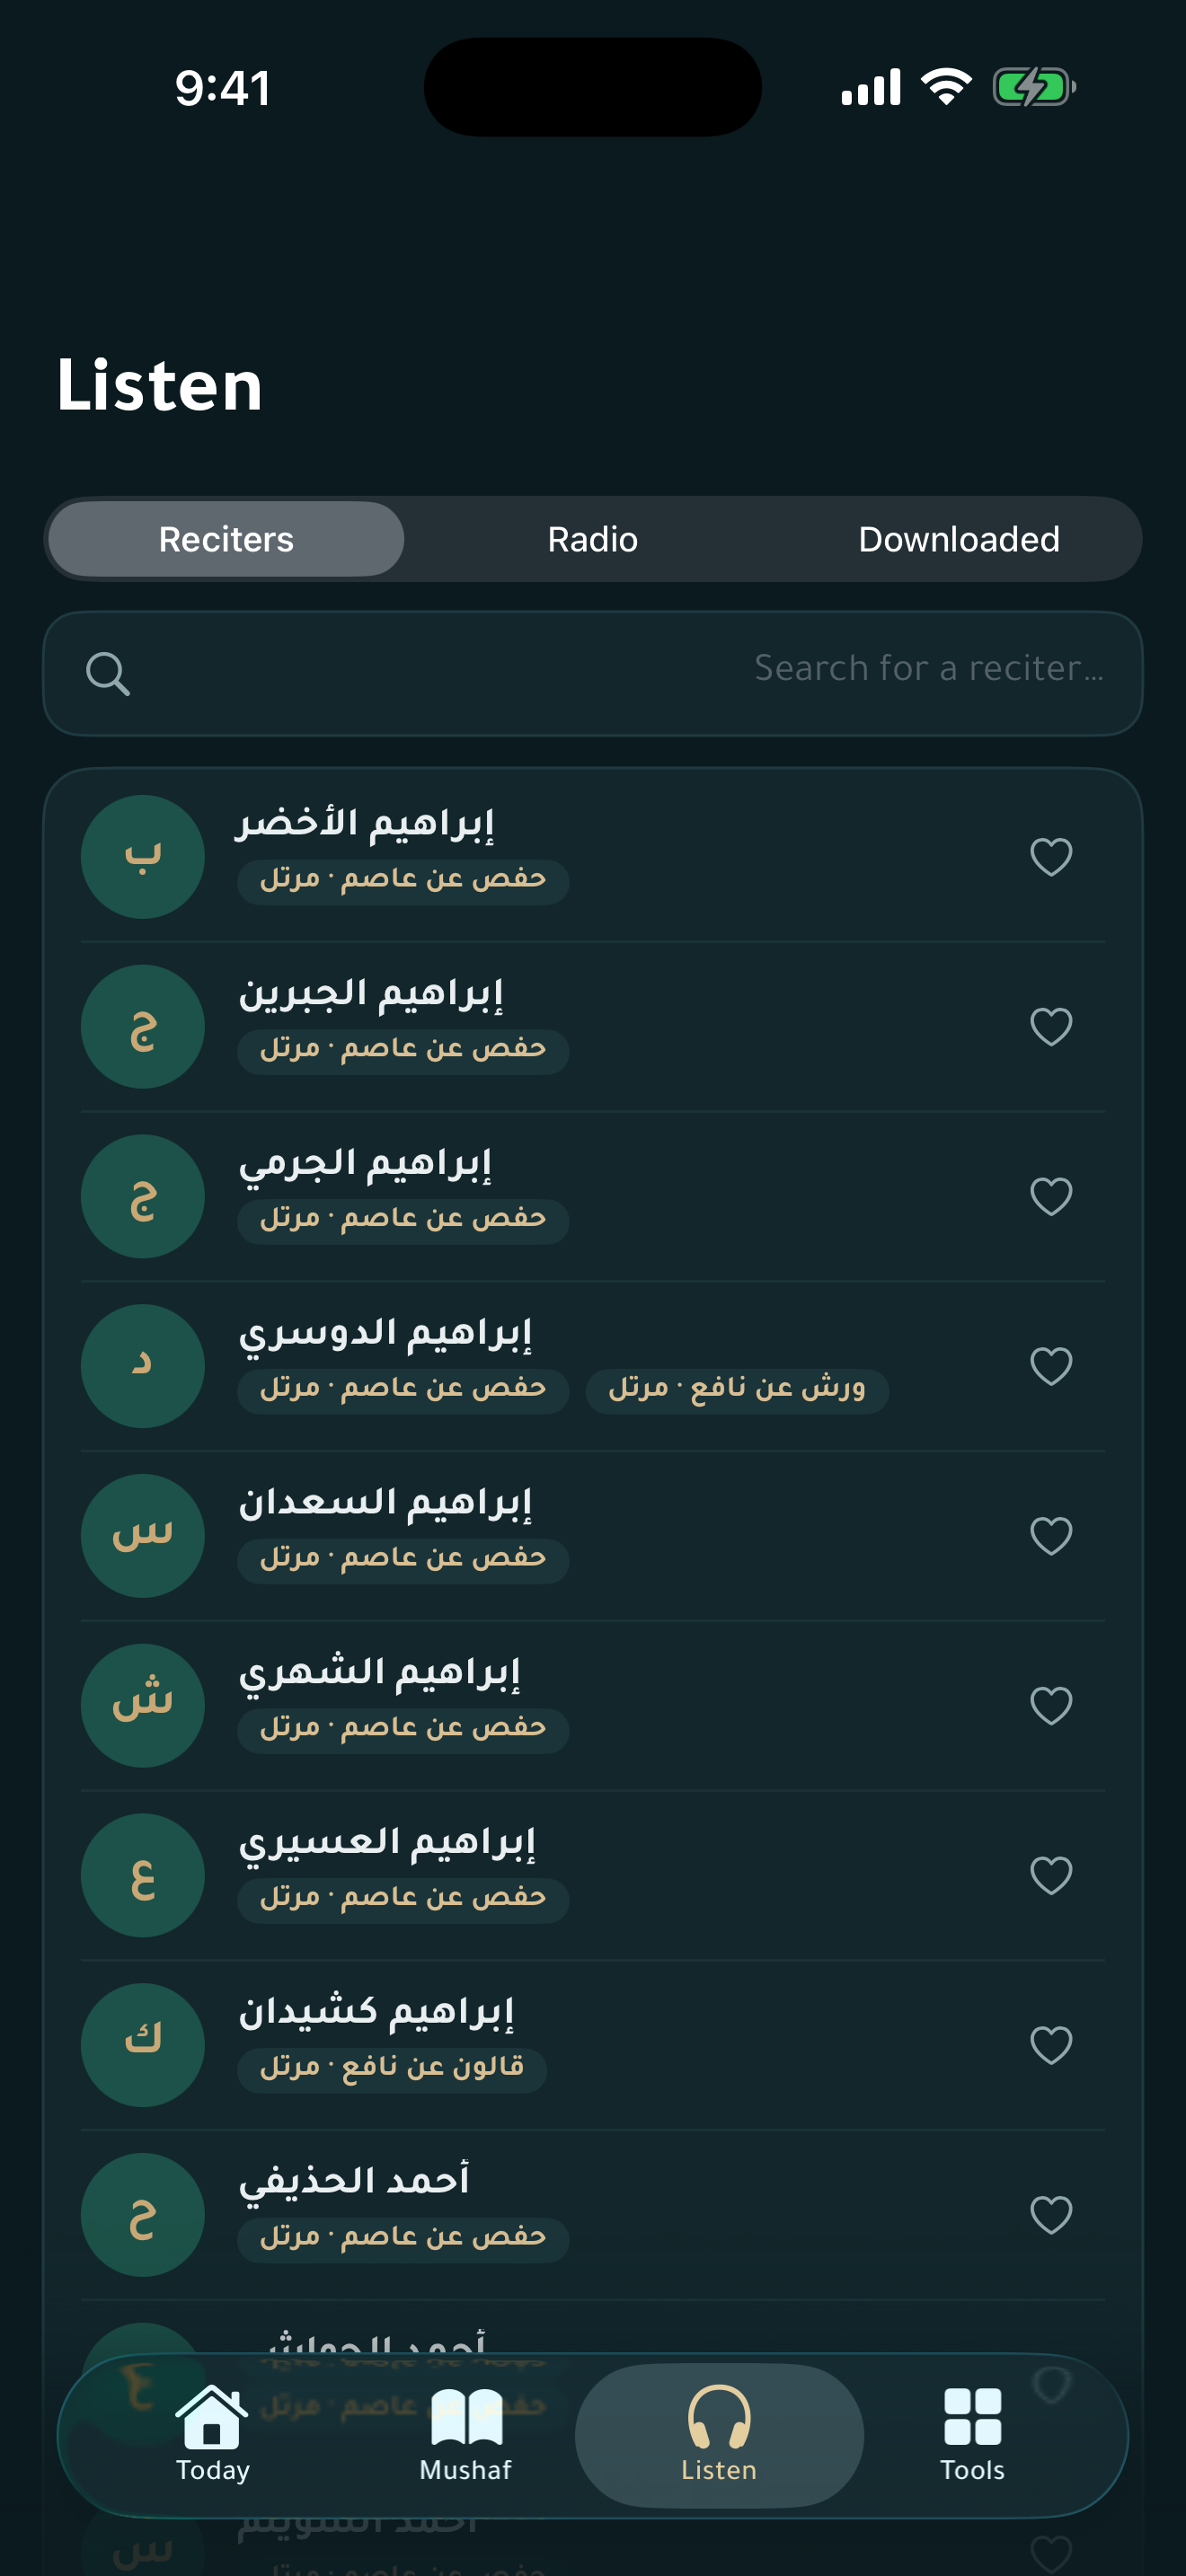 9:41
Listen
Reciters Radio Downloaded
Search for a reciter...
ب
إبراهيم الأخضر
حفص عن عاصم · مرتل
ج
إبراهيم الجبرين
حفص عن عاصم · مرتل
ج
إبراهيم الجرمي
حفص عن عاصم · مرتل
د
إبراهيم الدوسري
حفص عن عاصم · مرتل
ورش عن نافع · مرتل
س
إبراهيم السعدان
حفص عن عاصم · مرتل
ش
إبراهيم الشهري
حفص عن عاصم · مرتل
ع
إبراهيم العسيري
حفص عن عاصم · مرتل
ك
إبراهيم كشيدان
قالون عن نافع · مرتل
ح
أحمد الحذيفي
حفص عن عاصم · مرتل
أحمد
Today Mushaf Listen Tools
س